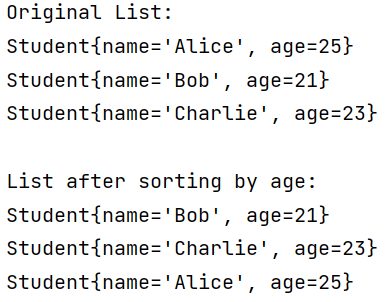 Original List:
Student{name='Alice', age=25}
Student{name='Bob', age=21}
Student{name='Charlie', age=23}

List after sorting by age:
Student{name='Bob', age=21}
Student{name='Charlie', age=23}
Student{name='Alice', age=25}